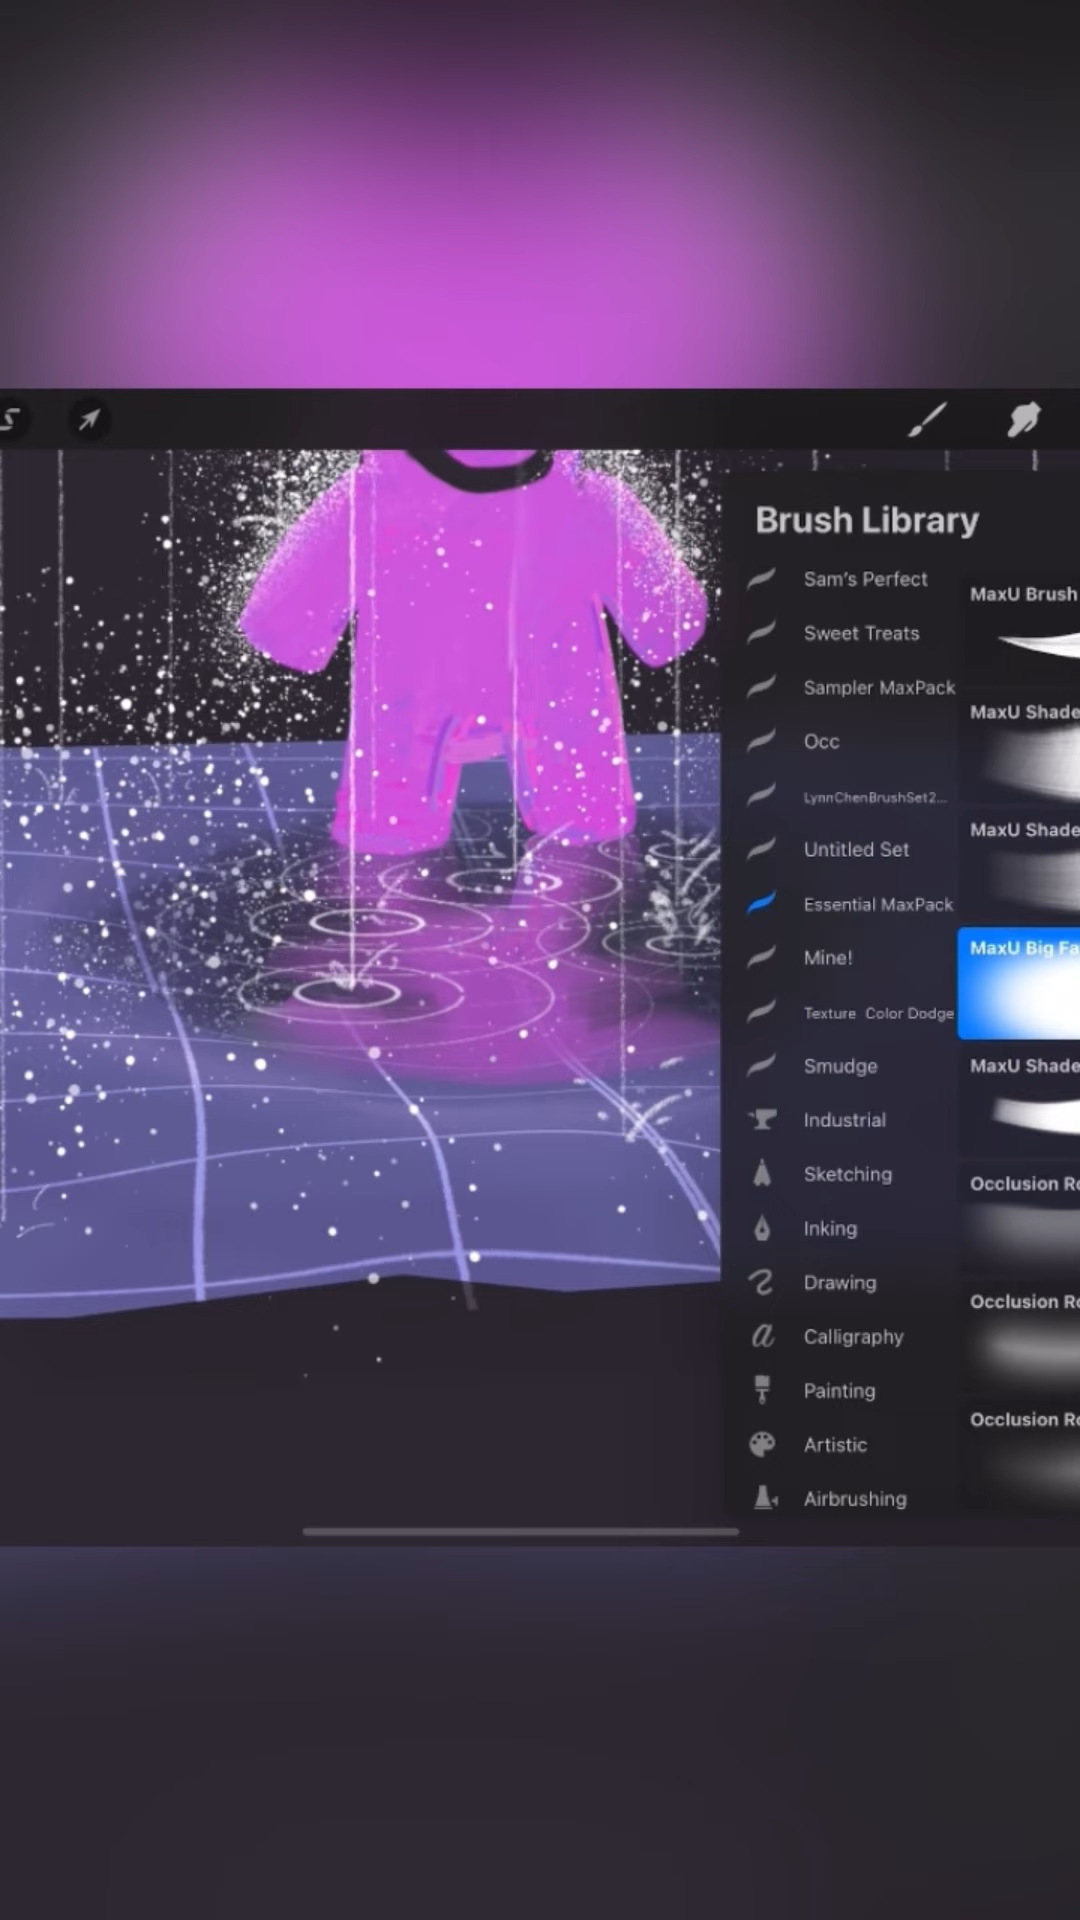 Brush Library
Sam's Perfect
Sweet Treats
Sampler MaxPack
Occ
LynnChenBrushSet2...
Untitled Set
Essential MaxPack
Mine!
Texture Color Dodge
Smudge
Industrial
Sketching
Inking
Drawing
Calligraphy
Painting
Artistic
Airbrushing
MaxU Brush
MaxU Shade
MaxU Shade
MaxU Big Fa
MaxU Shade
Occlusion Ro
Occlusion Ro
Occlusion Ro